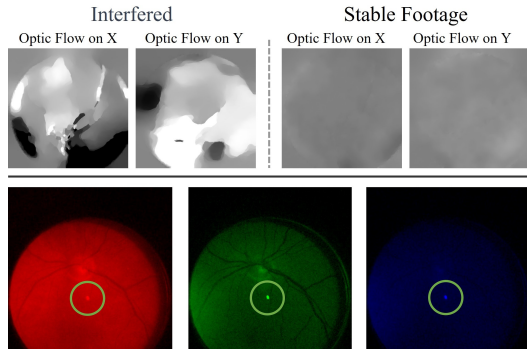 Interfered
Stable Footage
Optic Flow on X
Optic Flow on Y
Optic Flow on X
Optic Flow on Y